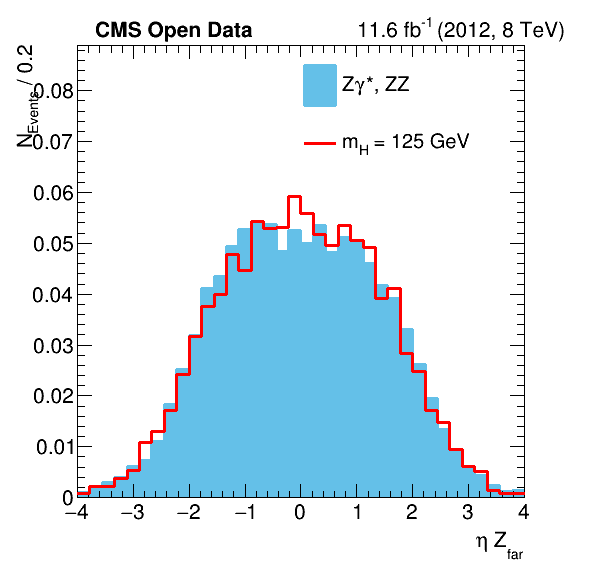 CMS Open Data 11.6 fb⁻¹ (2012, 8 TeV)
N_Events / 0.2
Zγ*, ZZ
m_H = 125 GeV
0.08
0.07
0.06
0.05
0.04
0.03
0.02
0.01
0
−4 −3 −2 −1 0 1 2 3 4
η Z_far